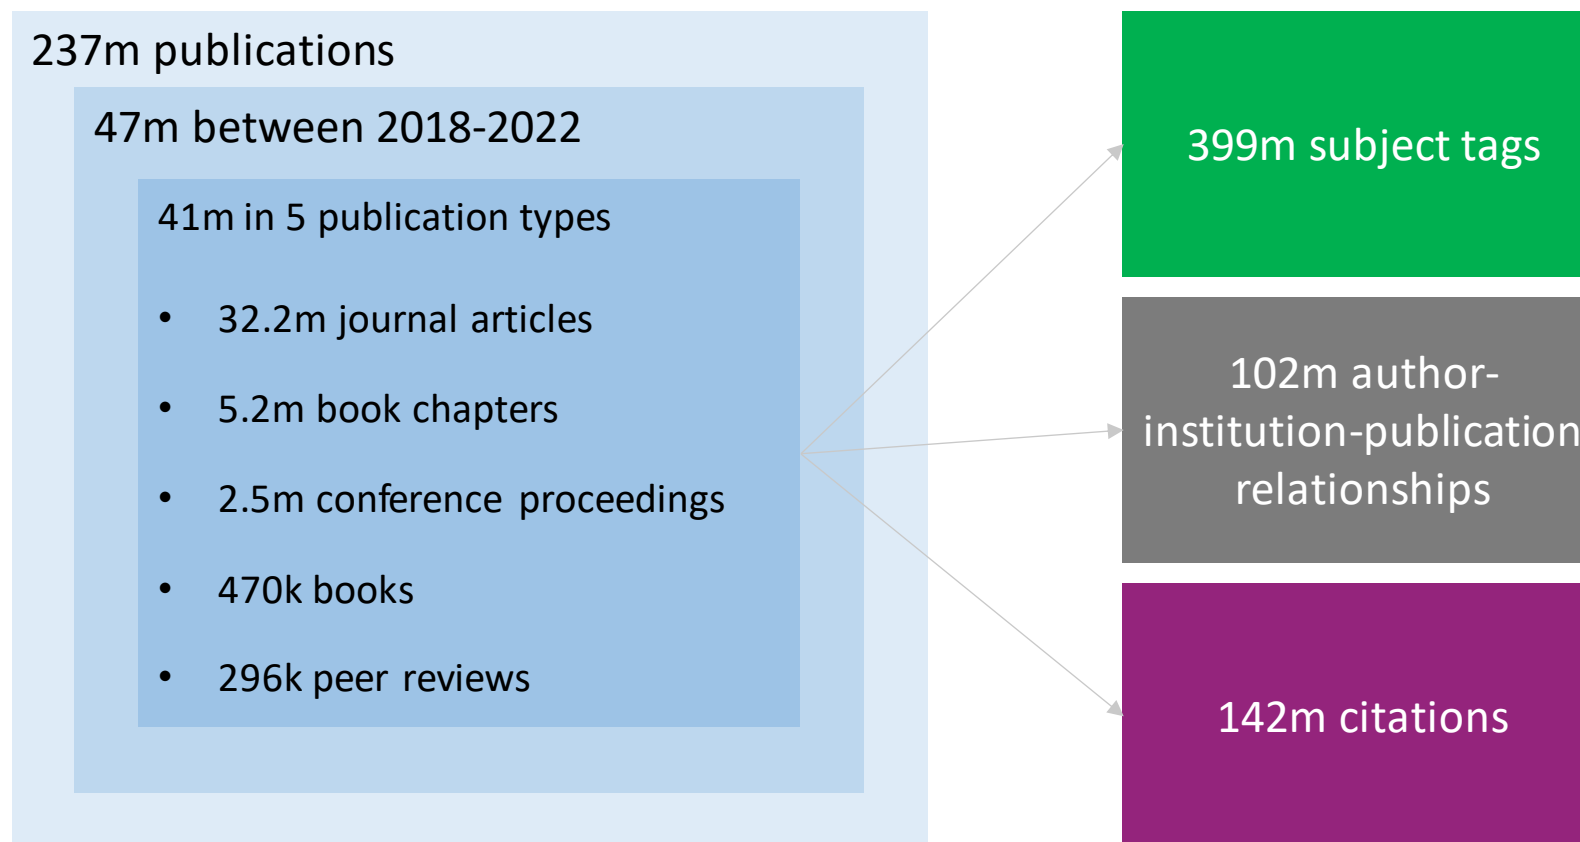 237m publications
47m between 2018-2022
41m in 5 publication types
• 32.2m journal articles
• 5.2m book chapters
• 2.5m conference proceedings
• 470k books
• 296k peer reviews
399m subject tags
102m author-
institution-publication
relationships
142m citations